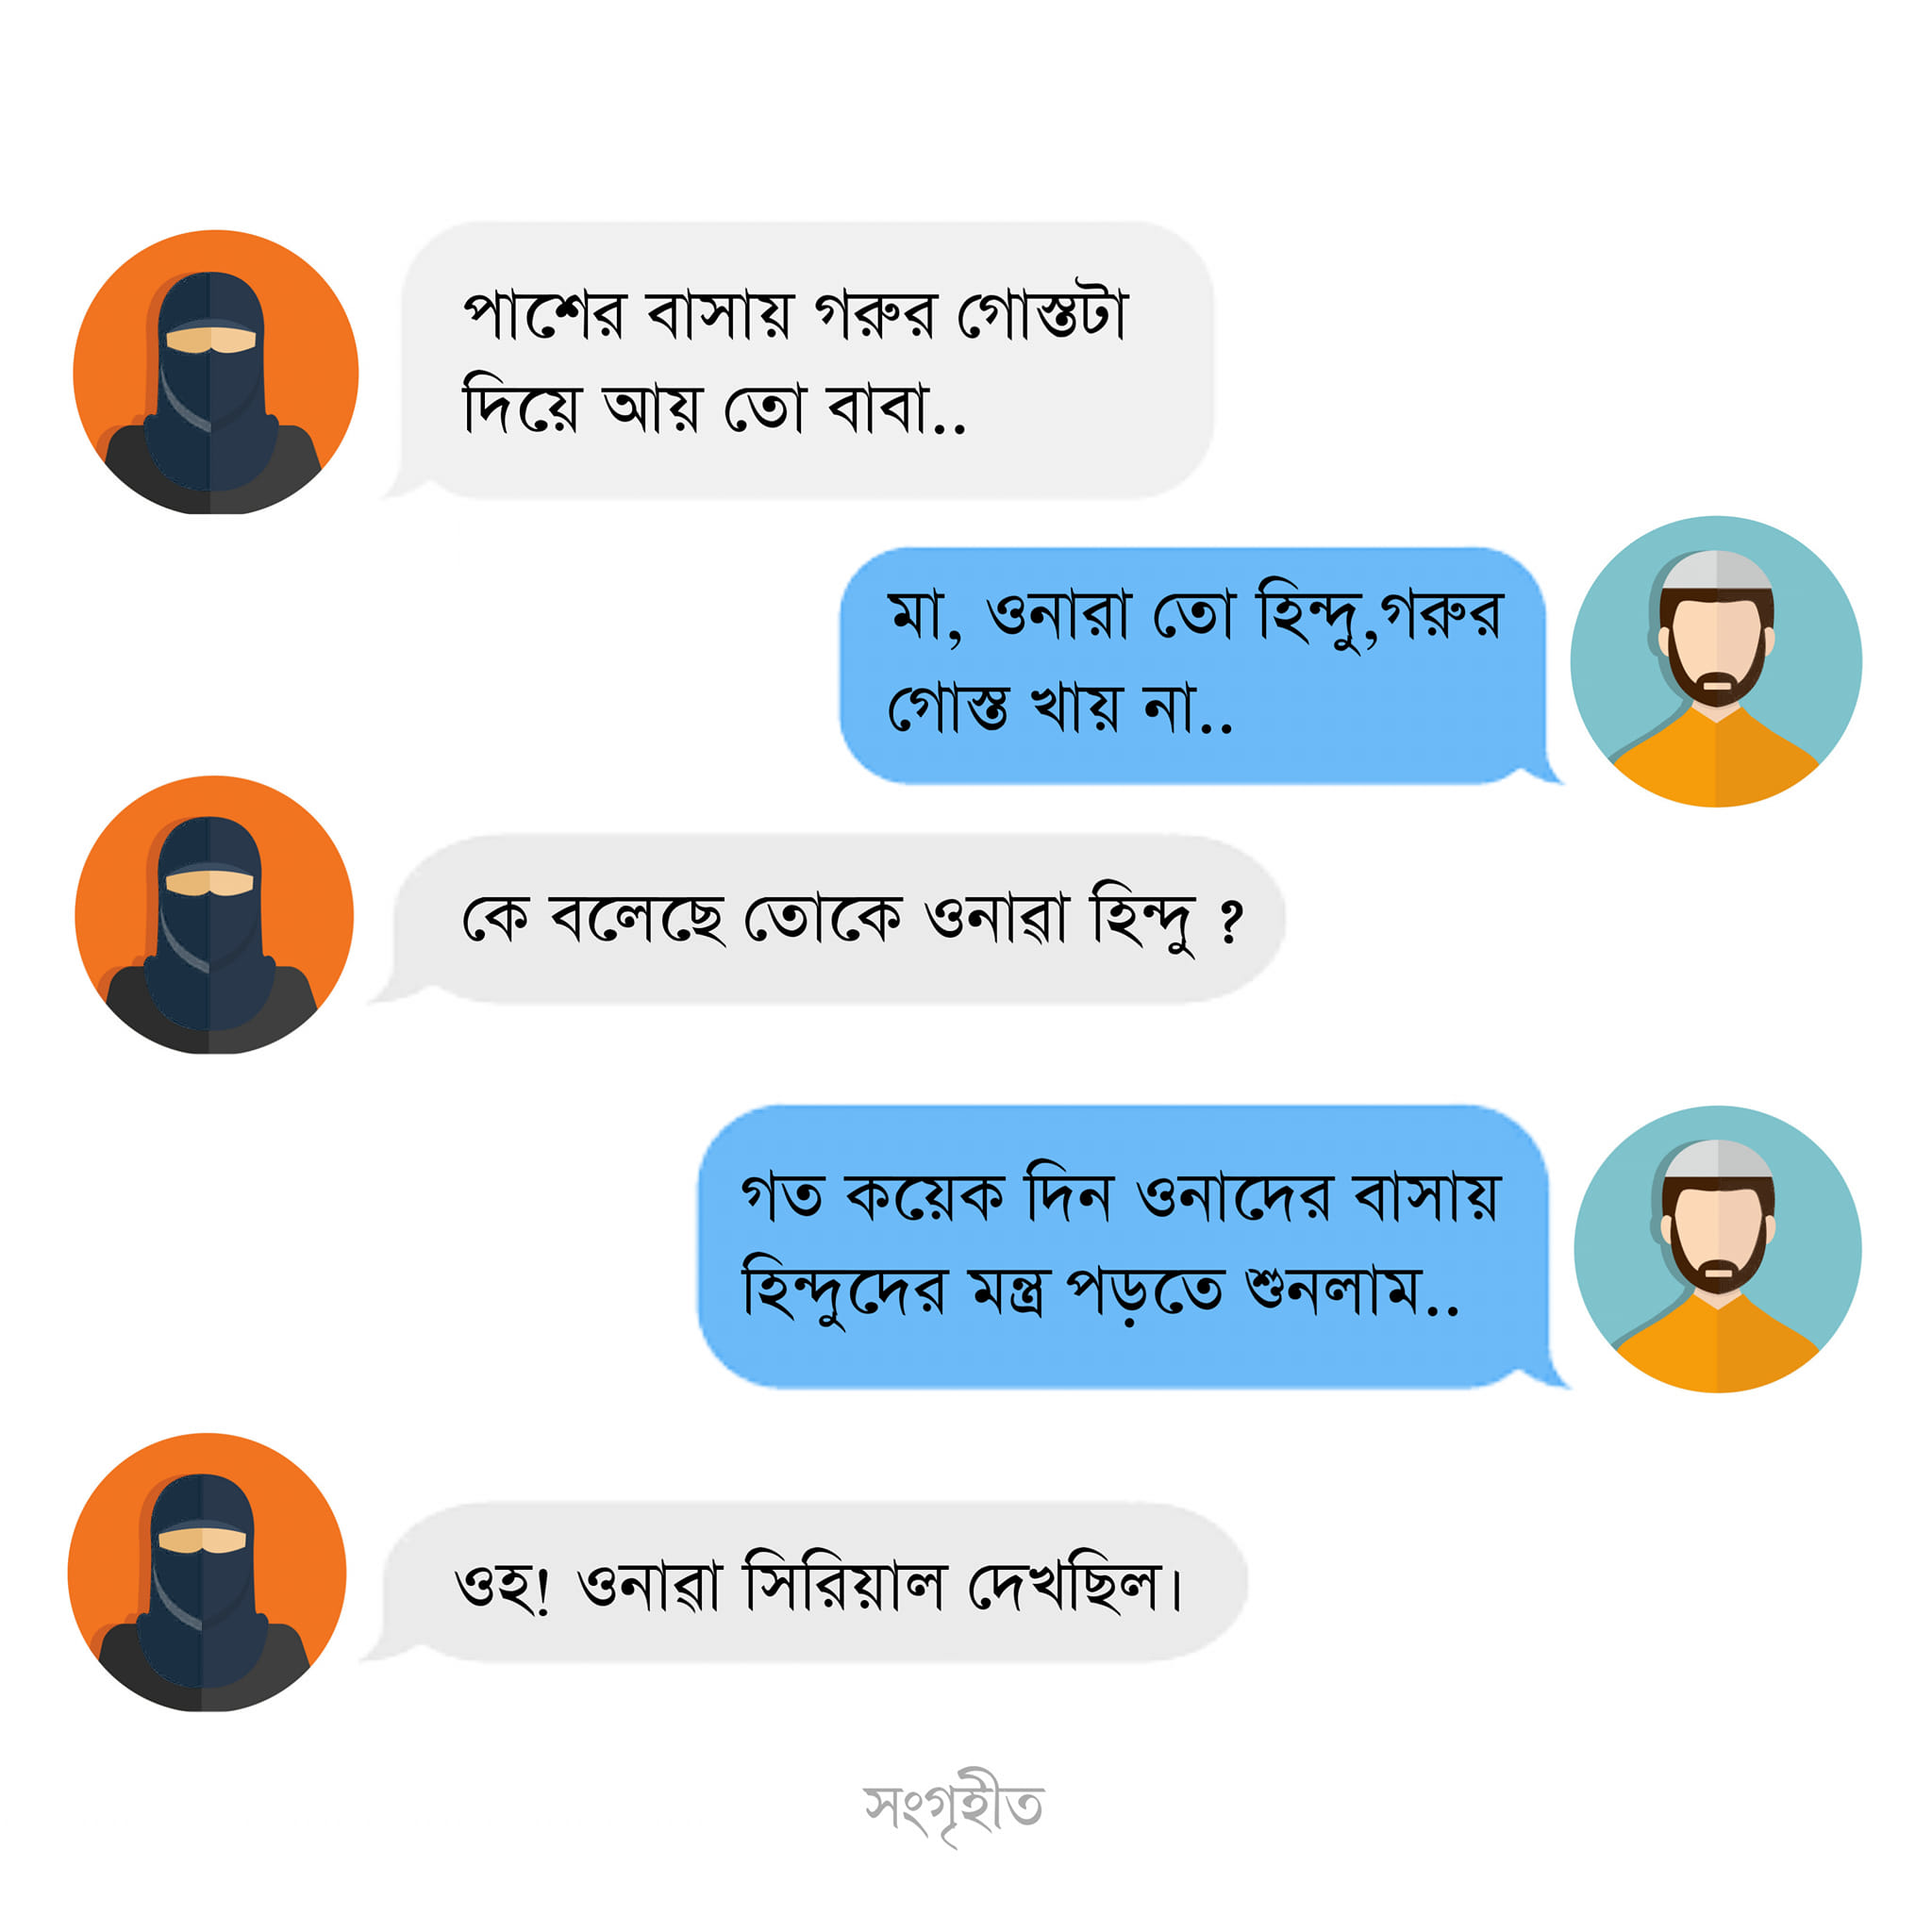 পাশের বাসায় গরুর গোস্তটা
দিয়ে আয় তো বাবা..
মা, ওনারা তো হিন্দু,গরুর
গোস্ত খায় না..
কে বলেছে তোকে ওনারা হিন্দু ?
গত কয়েক দিন ওনাদের বাসায়
হিন্দুদের মন্ত্র পড়তে শুনলাম..
ওহ! ওনারা সিরিয়াল দেখছিল।
সংগৃহীত